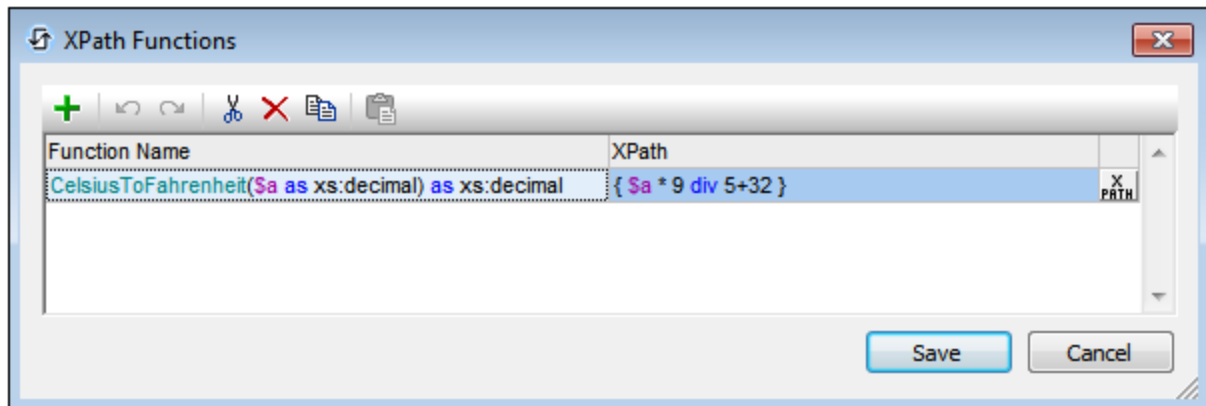 XPath Functions
Function Name XPath
CelsiusToFahrenheit($a as xs:decimal) as xs:decimal { $a * 9 div 5+32 } X PATH
Save Cancel